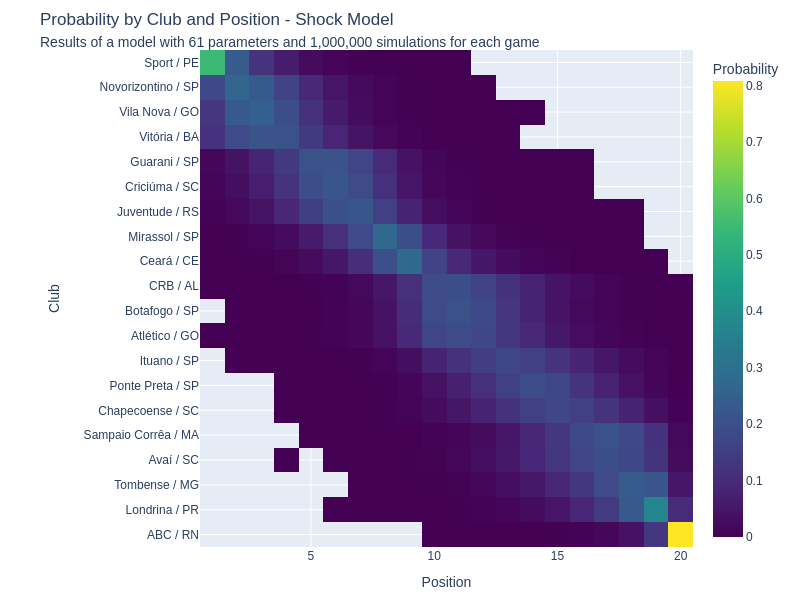 Probability by Club and Position - Shock Model
Results of a model with 61 parameters and 1,000,000 simulations for each game
Probability
Club
Sport / PE
Novorizontino / SP
Vila Nova / GO
Vitória / BA
Guarani / SP
Criciúma / SC
Juventude / RS
Mirassol / SP
Ceará / CE
CRB / AL
Botafogo / SP
Atlético / GO
Ituano / SP
Ponte Preta / SP
Chapecoense / SC
Sampaio Corrêa / MA
Avaí / SC
Tombense / MG
Londrina / PR
ABC / RN
0.8
0.7
0.6
0.5
0.4
0.3
0.2
0.1
0
5
10
15
20
Position